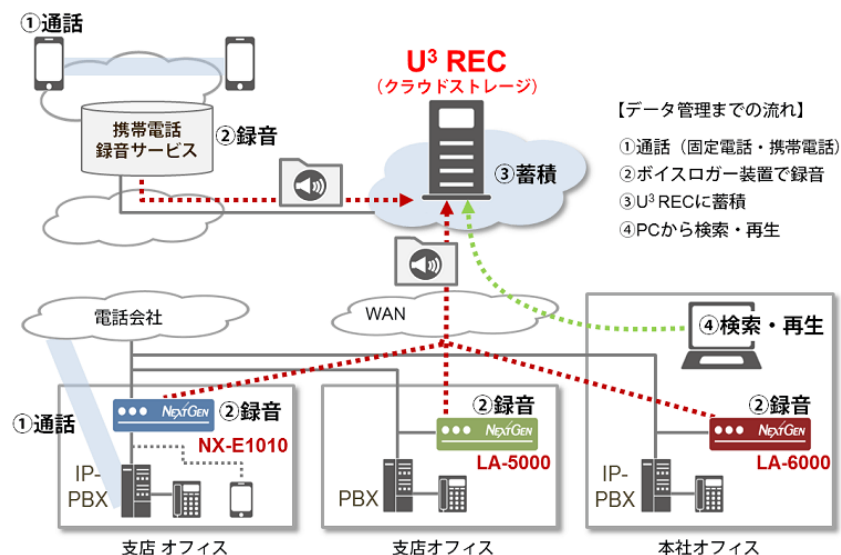 ①通話
U³ REC
（クラウドストレージ）
携帯電話
録音サービス
②録音
③蓄積
【データ管理までの流れ】
①通話（固定電話・携帯電話）
②ボイスロガー装置で録音
③U³ RECに蓄積
④PCから検索・再生
電話会社
WAN
④検索・再生
①通話
②録音
NEXTGEN
NX-E1010
IP-
PBX
支店 オフィス
②録音
NEXTGEN
LA-5000
PBX
支店オフィス
②録音
NEXTGEN
LA-6000
IP-
PBX
本社オフィス